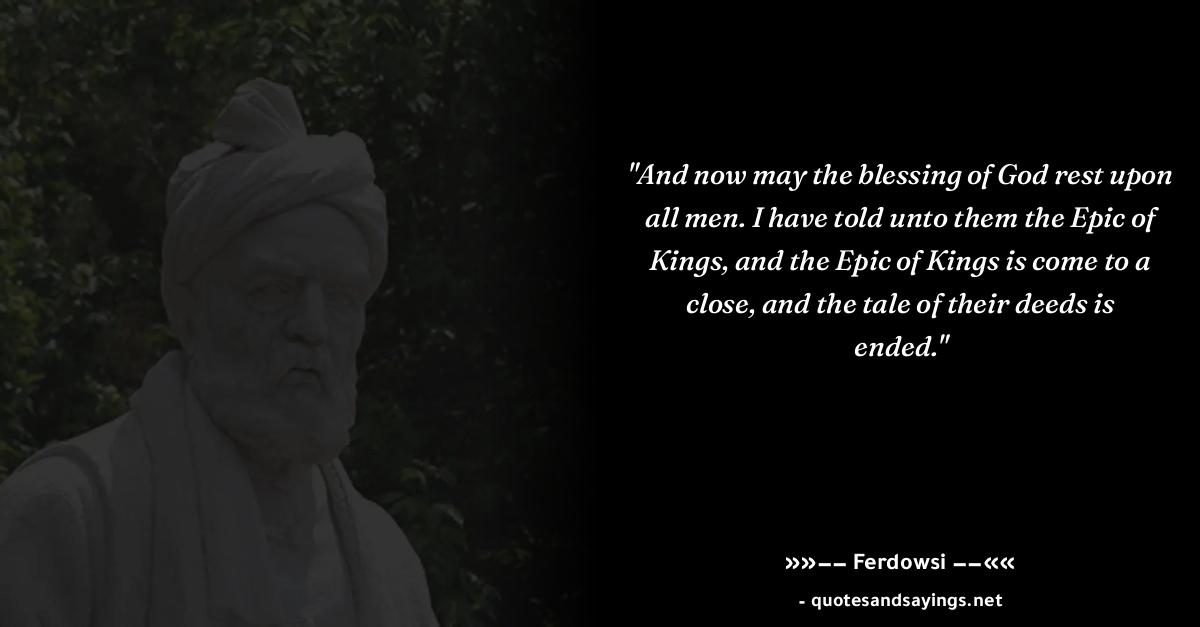 "And now may the blessing of God rest upon
all men. I have told unto them the Epic of
Kings, and the Epic of Kings is come to a
close, and the tale of their deeds is
ended."
»»—— Ferdowsi ——««
- quotesandsayings.net